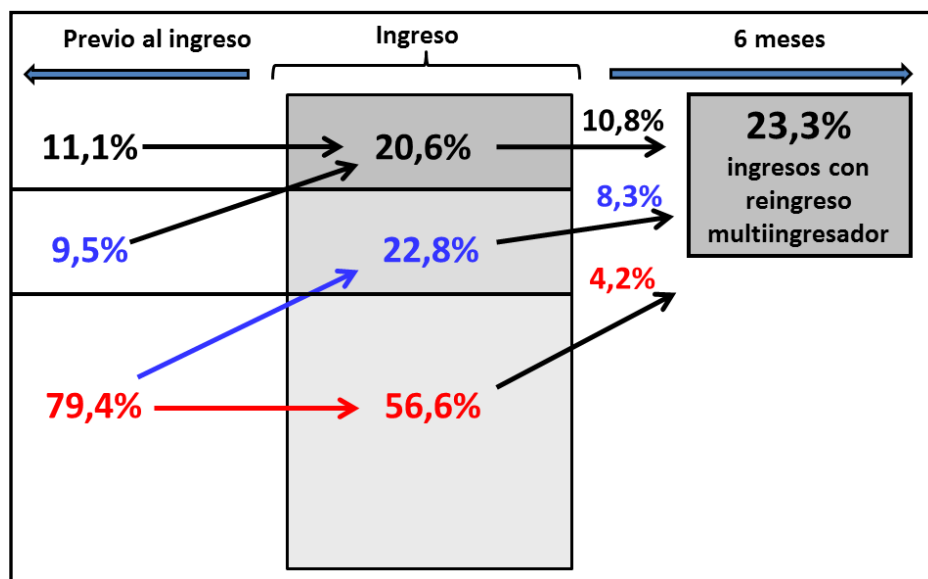 Previo al ingreso
Ingreso
6 meses
11,1%
20,6%
10,8%
23,3%
ingresos con
reingreso
multiingresador
9,5%
22,8%
8,3%
4,2%
79,4%
56,6%